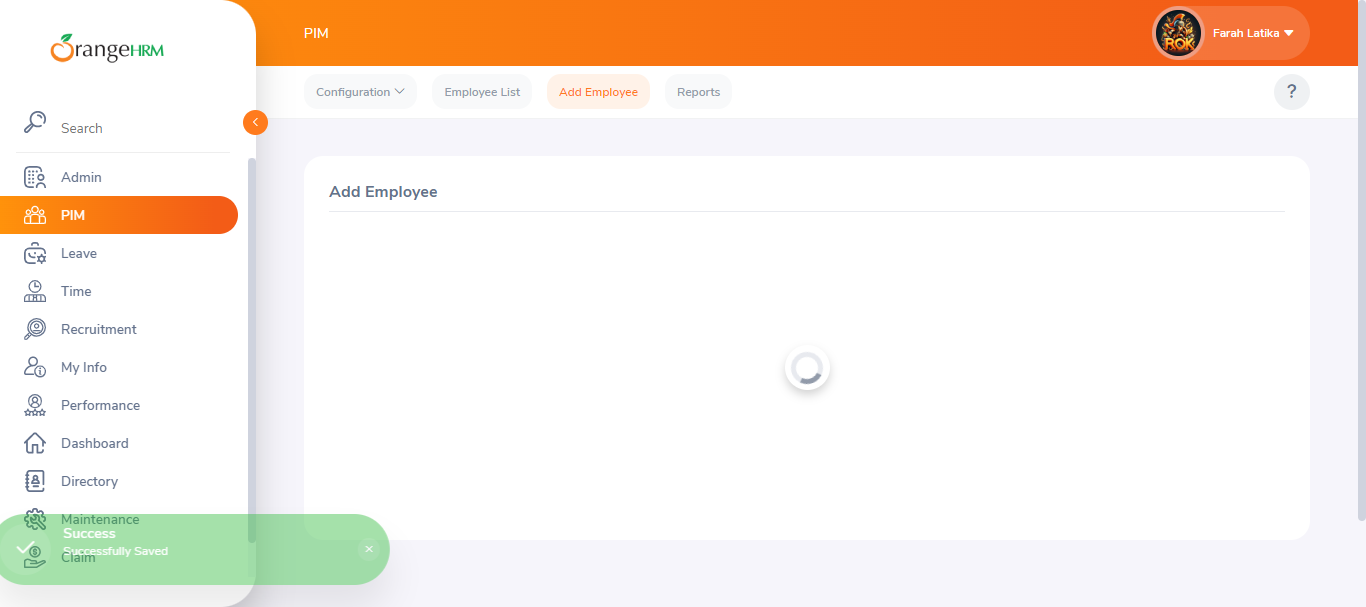 OrangeHRM
PIM
Farah Latika
ROK
Configuration
Employee List
Add Employee
Reports
?
Search
Admin
PIM
Leave
Time
Recruitment
My Info
Performance
Dashboard
Directory
Maintenance
Claim
Add Employee
Success
Successfully Saved